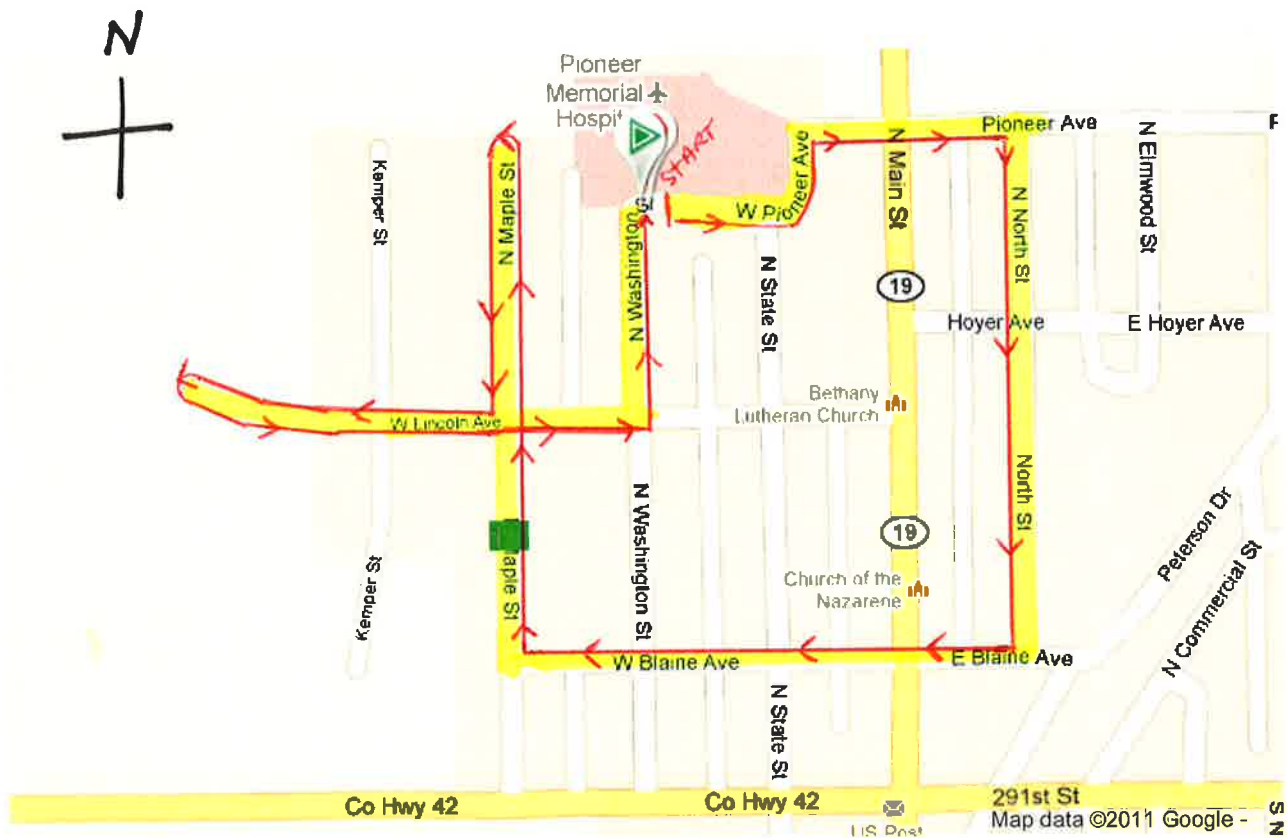 N
Pioneer
Memorial
Hospit
START
St
W Pioneer Ave
Pioneer Ave
N Main St
N Elmwood St
Kemper St
N Maple St
N Washington
N North St
N State St
19
Hoyer Ave
E Hoyer Ave
Bethany
Lutheran Church
W Lincoln Ave
North St
N Washington St
19
Peterson Dr
N Commercial St
Church of the
Nazarene
Kemper St
Maple St
W Blaine Ave
E Blaine Ave
N State St
Co Hwy 42
Co Hwy 42
291st St
US Post
Map data ©2011 Google -